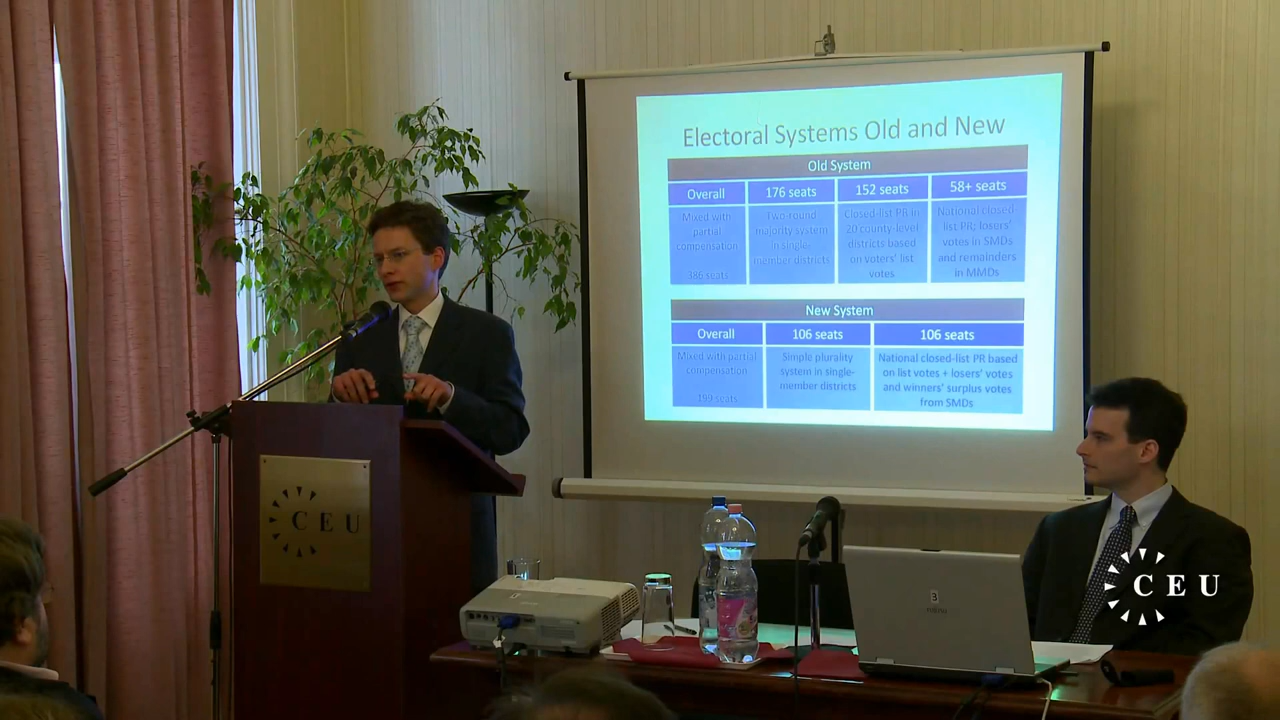 Electoral Systems Old and New
Old System
Overall
176 seats
152 seats
58+ seats
Mixed with
partial
compensation
386 seats
Two-round
majority system
in single-
member districts
Closed-list PR in
20 county-level
districts based
on voters' list
votes
National closed-
list PR; losers'
votes in SMDs
and remainders
in MMDs
New System
Overall
106 seats
106 seats
Mixed with partial
compensation
199 seats
Simple plurality
system in single-
member districts
National closed-list PR based
on list votes + losers' votes
and winners' surplus votes
from SMDs
CEU
3
CEU